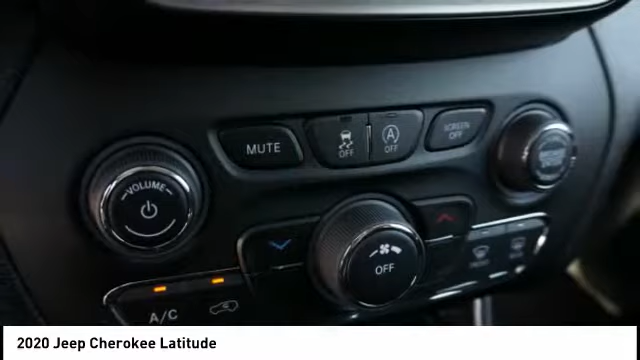 MUTE
OFF
A
OFF
SCREEN
OFF
VOLUME
OFF
A/C
2020 Jeep Cherokee Latitude